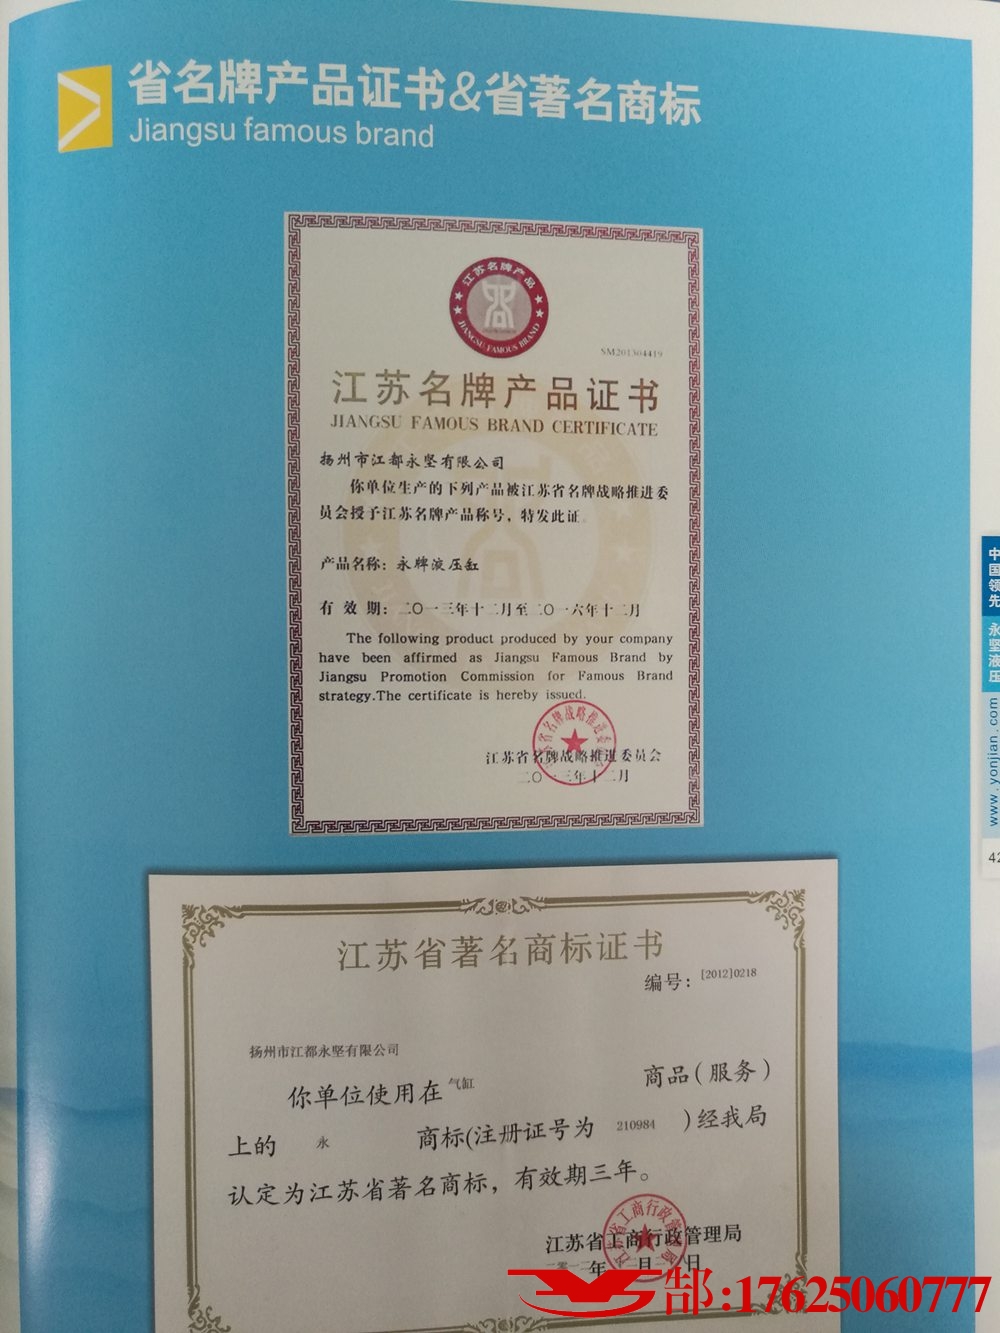 省名牌产品证书&省著名商标
Jiangsu famous brand
江苏名牌产品
JIANGSU FAMOUS BRAND
SM201304419
江苏名牌产品证书
JIANGSU FAMOUS BRAND CERTIFICATE
扬州市江都永坚有限公司
你单位生产的下列产品被江苏省名牌战略推进委
员会授予江苏名牌产品称号，特发此证。
产品名称：永牌液压缸
有 效 期：二〇一三年十二月至二〇一六年十二月
The following product produced by your company
have been affirmed as Jiangsu Famous Brand by
Jiangsu Promotion Commission for Famous Brand
strategy.The certificate is hereby issued.
江苏省名牌战略推进委员会
二〇一三年十二月
中国领先 永坚液压
www.yonjian.com
42
江苏省著名商标证书
编号：[2012]0218
扬州市江都永坚有限公司
你单位使用在 气缸 商品(服务)
上的 永 商标(注册证号为 210984 )经我局
认定为江苏省著名商标，有效期三年。
江苏省工商行政管理局
年 月 日
郜:17625060777